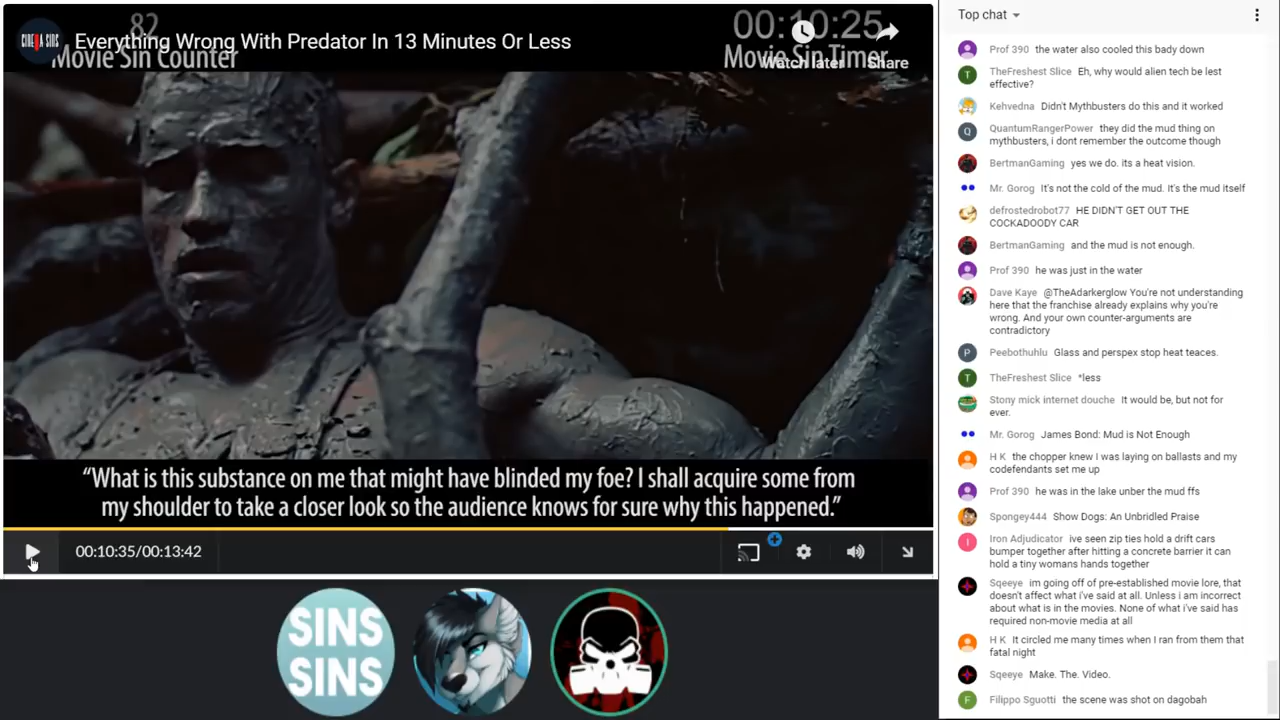 82
Movie Sin Counter
CINEMA SINS
Everything Wrong With Predator In 13 Minutes Or Less
00:10:25
Movie Sin Timer
Watch later
Share
“What is this substance on me that might have blinded my foe? I shall acquire some from
my shoulder to take a closer look so the audience knows for sure why this happened.”
00:10:35/00:13:42
SINS
SINS
Top chat
Prof 390 the water also cooled this bady down
T
TheFreshest Slice Eh, why would alien tech be lest
effective?
Kehvedna Didn't Mythbusters do this and it worked
Q
QuantumRangerPower they did the mud thing on
mythbusters, i dont remember the outcome though
BertmanGaming yes we do. its a heat vision.
Mr. Gorog It's not the cold of the mud. It's the mud itself
defrostedrobot77 HE DIDN'T GET OUT THE
COCKADOODY CAR
BertmanGaming and the mud is not enough.
Prof 390 he was just in the water
Dave Kaye @TheAdarkerglow You're not understanding
here that the franchise already explains why you're
wrong. And your own counter-arguments are
contradictory
P
Peebothuhlu Glass and perspex stop heat teaces.
T
TheFreshest Slice *less
Stony mick internet douche It would be, but not for
ever.
Mr. Gorog James Bond: Mud is Not Enough
H K the chopper knew I was laying on ballasts and my
codefendants set me up
Prof 390 he was in the lake unber the mud ffs
Spongey444 Show Dogs: An Unbridled Praise
I
Iron Adjudicator ive seen zip ties hold a drift cars
bumper together after hitting a concrete barrier it can
hold a tiny womans hands together
Sqeeye im going off of pre-established movie lore, that
doesn't affect what i've said at all. Unless i am incorrect
about what is in the movies. None of what i've said has
required non-movie media at all
H K It circled me many times when I ran from them that
fatal night
Sqeeye Make. The. Video.
F
Filippo Sguotti the scene was shot on dagobah